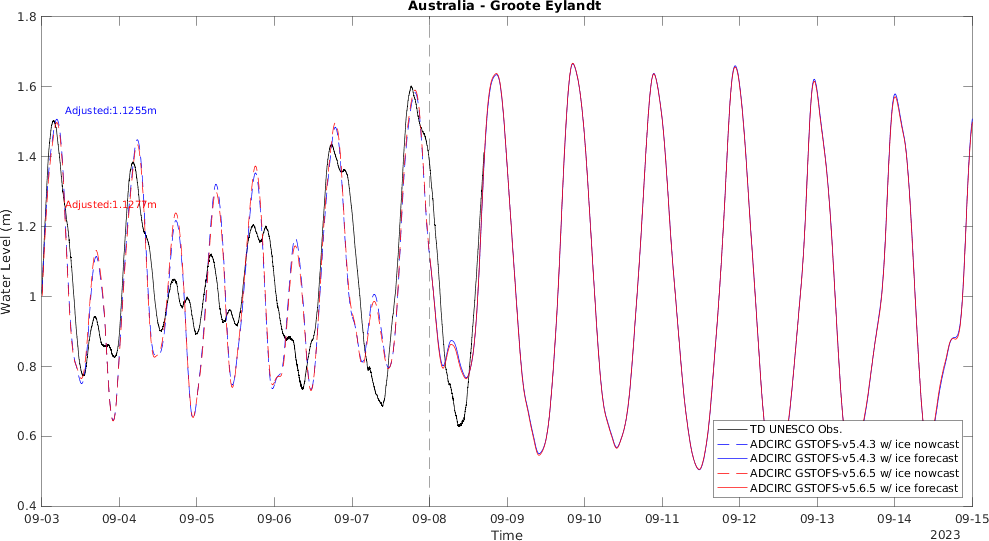 Australia - Groote Eylandt
Water Level (m)
1.8
1.6
1.4
1.2
1
0.8
0.6
0.4
Adjusted:1.1255m
Adjusted:1.1277m
TD UNESCO Obs.
ADCIRC GSTOFS-v5.4.3 w/ ice nowcast
ADCIRC GSTOFS-v5.4.3 w/ ice forecast
ADCIRC GSTOFS-v5.6.5 w/ ice nowcast
ADCIRC GSTOFS-v5.6.5 w/ ice forecast
09-03 09-04 09-05 09-06 09-07 09-08 09-09 09-10 09-11 09-12 09-13 09-14 09-15
Time
2023